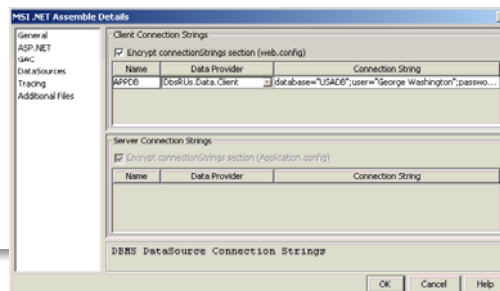 MSI .NET Assemble Details
General
ASP.NET
GAC
DataSources
Tracing
Additional Files
Client Connection Strings
Encrypt connectionStrings section (web.config)
Name Data Provider Connection String
APPDB DbsRUs.Data.Client database="USADB";user="George Washington";passwo...
Server Connection Strings
Encrypt connectionStrings section (Application.config)
Name Data Provider Connection String
DBMS DataSource Connection Strings
OK Cancel Help